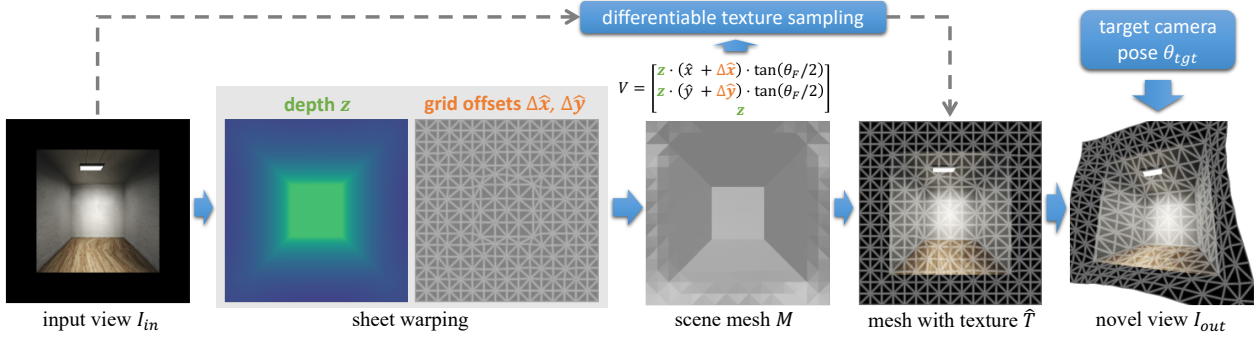 differentiable texture sampling
target camera
pose θ_tgt
V = [z · (x̂ + Δx̂) · tan(θ_F/2)
z · (ŷ + Δŷ) · tan(θ_F/2)
z]
depth z
grid offsets Δx̂, Δŷ
input view I_in
sheet warping
scene mesh M
mesh with texture T̂
novel view I_out